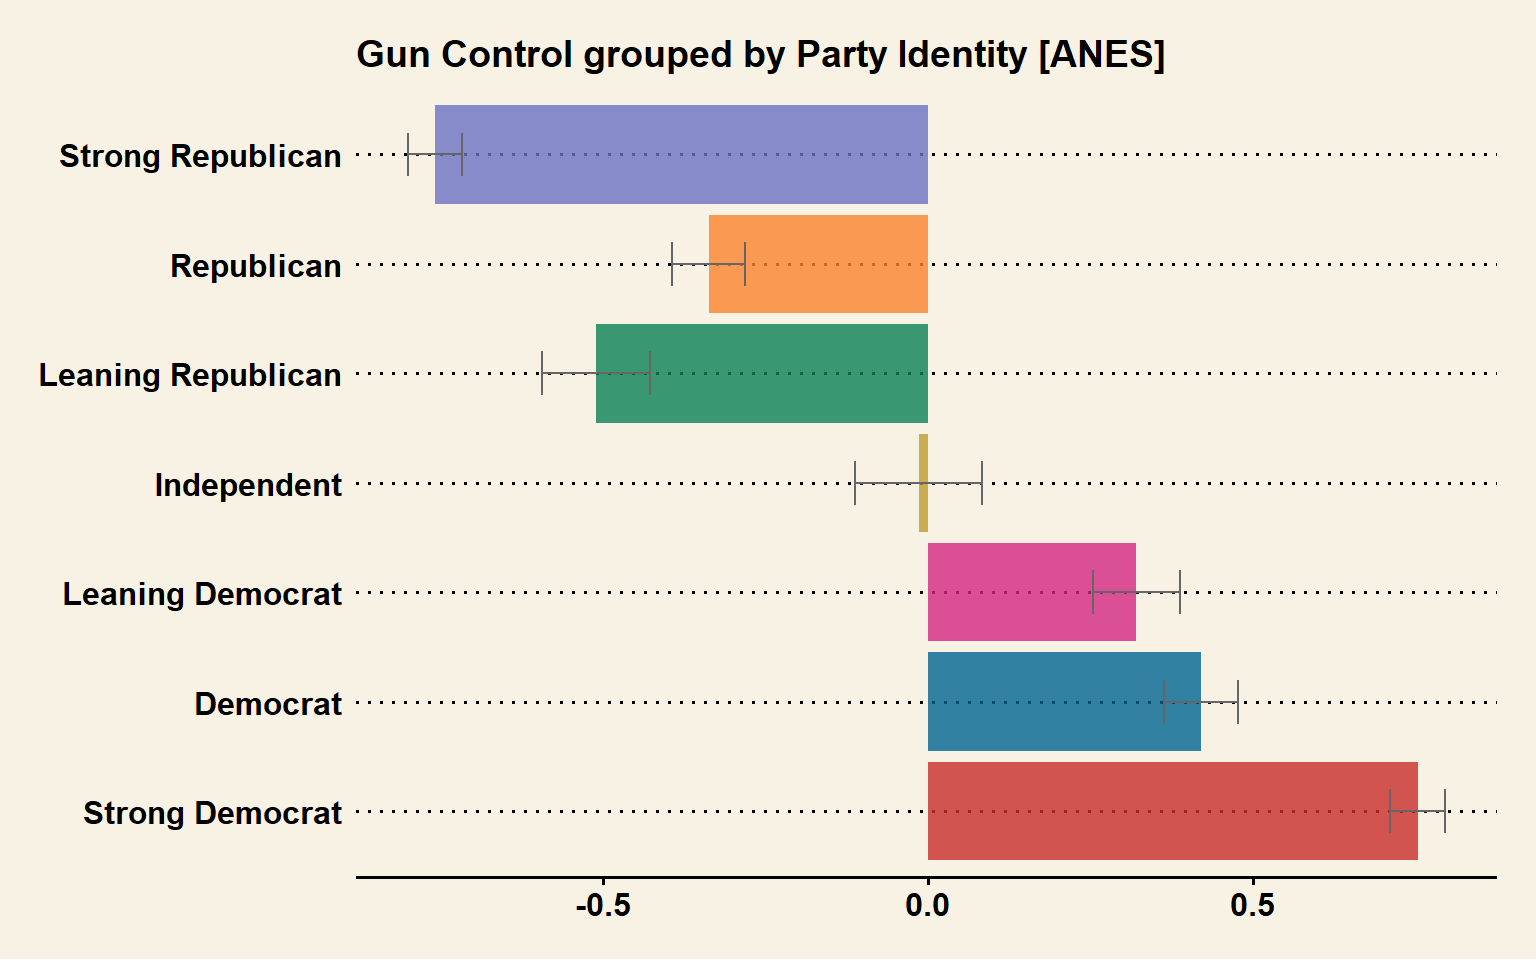 Gun Control grouped by Party Identity [ANES]
Strong Republican
Republican
Leaning Republican
Independent
Leaning Democrat
Democrat
Strong Democrat
-0.5 0.0 0.5